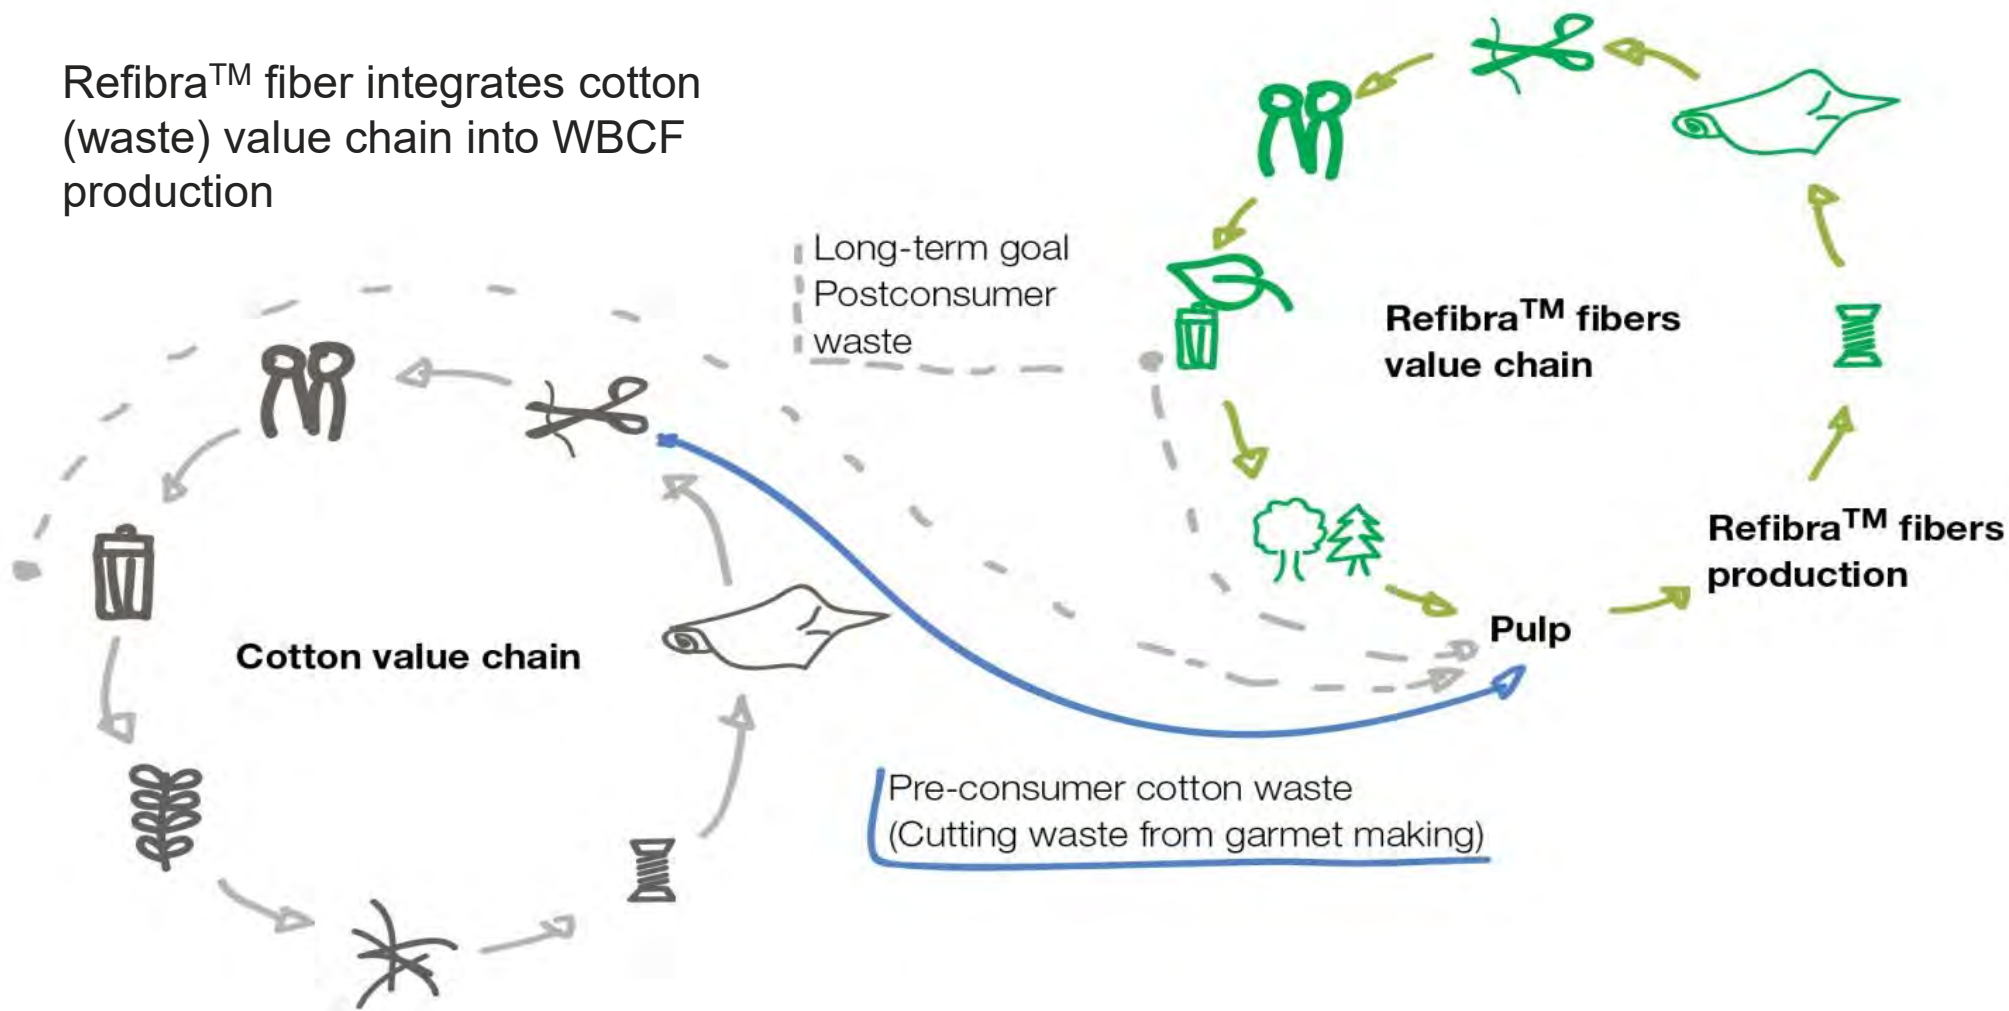 Refibra™ fiber integrates cotton
(waste) value chain into WBCF
production
Long-term goal
Postconsumer
waste
Refibra™ fibers
value chain
Refibra™ fibers
production
Pulp
Cotton value chain
Pre-consumer cotton waste
(Cutting waste from garmet making)